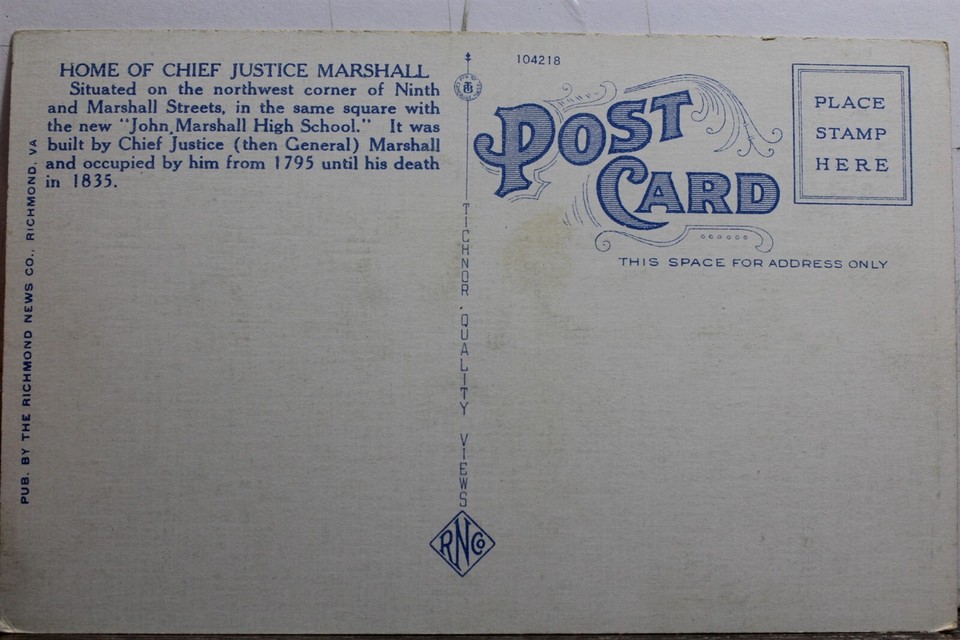 HOME OF CHIEF JUSTICE MARSHALL
Situated on the northwest corner of Ninth
and Marshall Streets, in the same square with
the new "John Marshall High School." It was
built by Chief Justice (then General) Marshall
and occupied by him from 1795 until his death
in 1835.
PUB. BY THE RICHMOND NEWS CO., RICHMOND, VA
TICHNOR QUALITY VIEWS
RNCo
104218
POST
CARD
PLACE
STAMP
HERE
THIS SPACE FOR ADDRESS ONLY